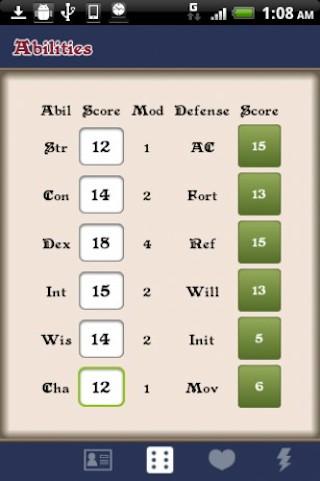 1:08 AM
Abilities
Abil Score Mod Defense Score
Str 12 1 AC 15
Con 14 2 Fort 13
Dex 18 4 Ref 15
Int 15 2 Will 13
Wis 14 2 Init 5
Cha 12 1 Mov 6